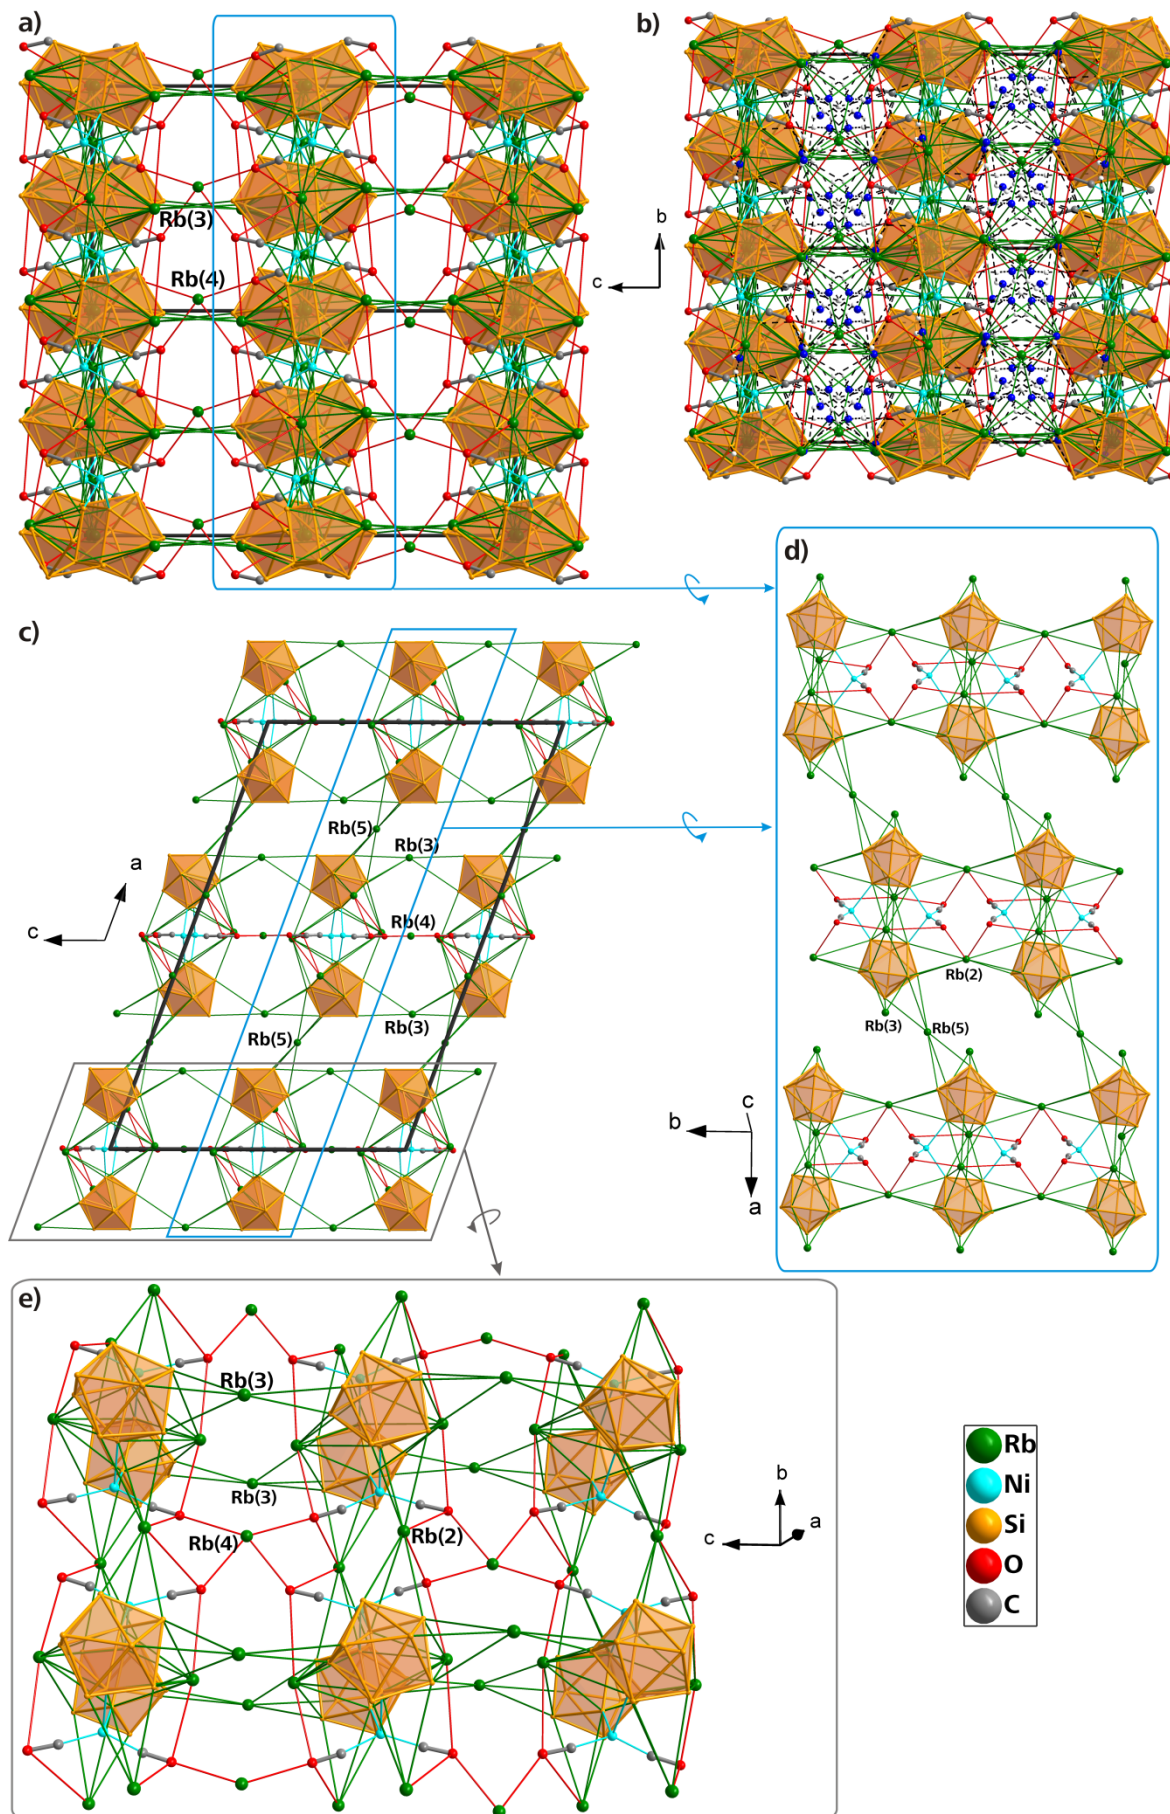 a)
b)
Rb(3)
Rb(4)
b
c
c)
d)
Rb(5)
Rb(3)
a
c
Rb(4)
Rb(2)
Rb(3)
Rb(5)
Rb(5)
Rb(3)
c
b
a
e)
Rb(3)
Rb(3)
Rb(4)
Rb(2)
b
a
c
Rb
Ni
Si
O
C